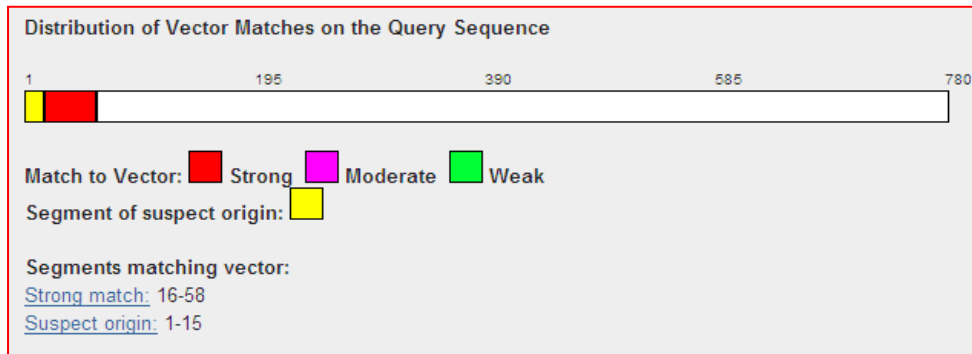 Distribution of Vector Matches on the Query Sequence
1 195 390 585 780
Match to Vector: Strong Moderate Weak
Segment of suspect origin:
Segments matching vector:
Strong match: 16-58
Suspect origin: 1-15